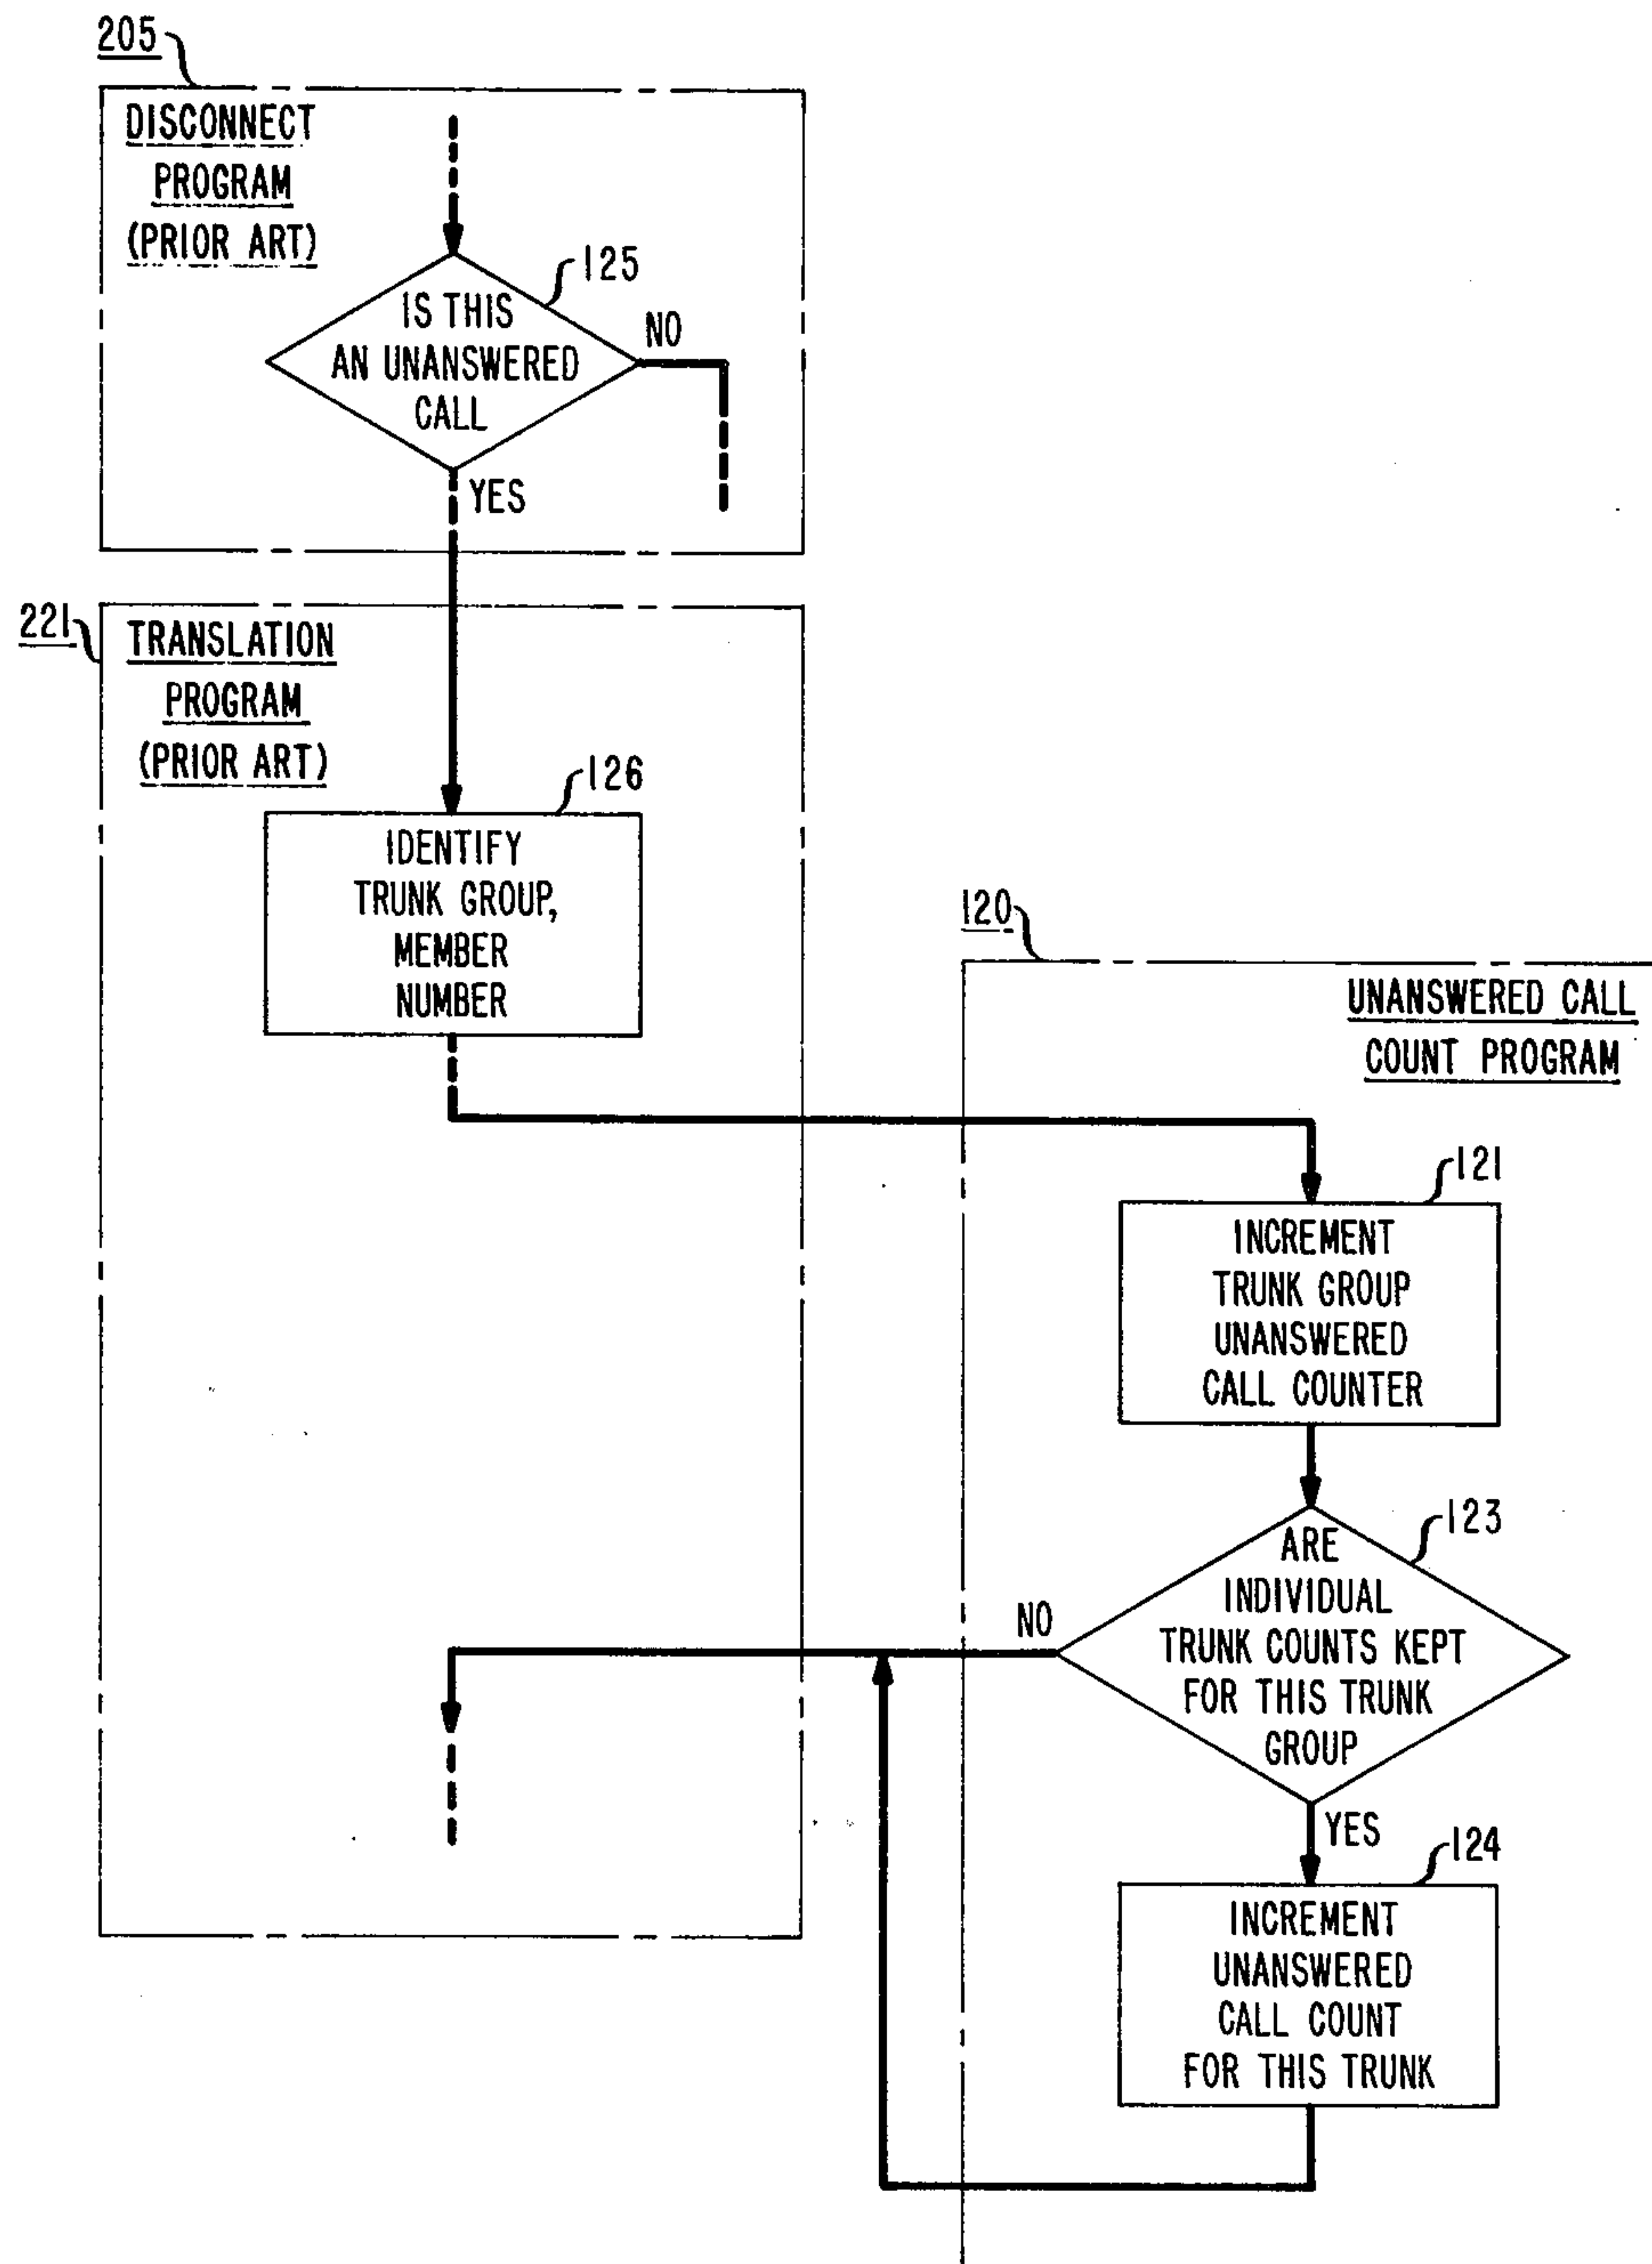 205
DISCONNECT
PROGRAM
(PRIOR ART)
125
IS THIS
AN UNANSWERED
CALL
NO
YES
221
TRANSLATION
PROGRAM
(PRIOR ART)
126
IDENTIFY
TRUNK GROUP,
MEMBER
NUMBER
120
UNANSWERED CALL
COUNT PROGRAM
121
INCREMENT
TRUNK GROUP
UNANSWERED
CALL COUNTER
123
ARE
INDIVIDUAL
TRUNK COUNTS KEPT
FOR THIS TRUNK
GROUP
NO
YES
124
INCREMENT
UNANSWERED
CALL COUNT
FOR THIS TRUNK